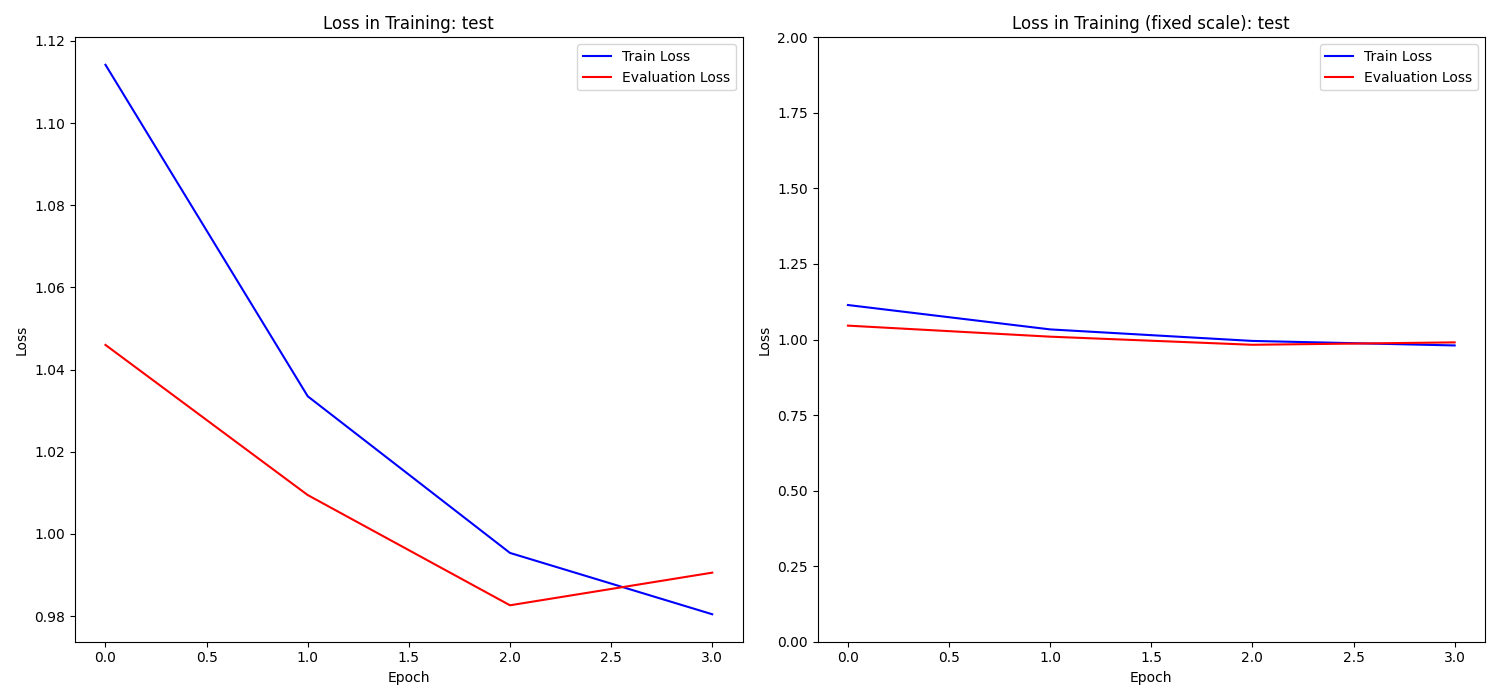 Loss in Training: test
Train Loss
Evaluation Loss
1.12
1.10
1.08
1.06
1.04
1.02
1.00
0.98
Loss
0.0 0.5 1.0 1.5 2.0 2.5 3.0
Epoch
Loss in Training (fixed scale): test
Train Loss
Evaluation Loss
2.00
1.75
1.50
1.25
1.00
0.75
0.50
0.25
0.00
Loss
0.0 0.5 1.0 1.5 2.0 2.5 3.0
Epoch